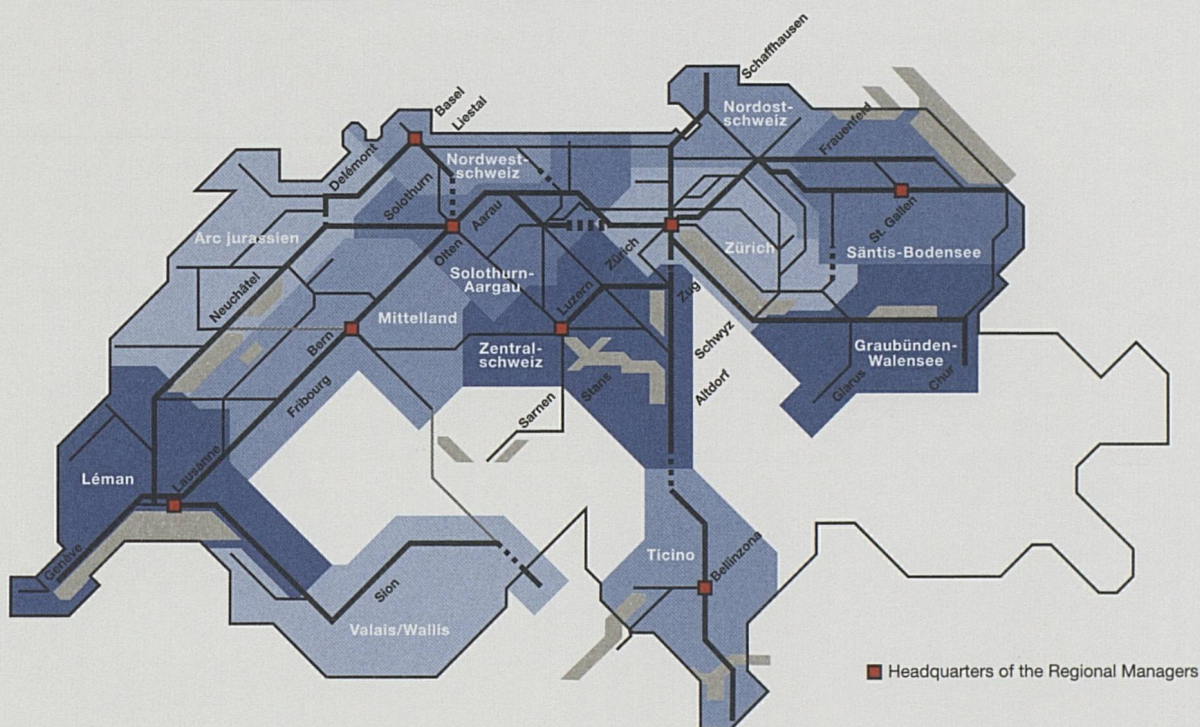 Schaffhausen
Basel
Liestal
Nordost-
schweiz
Frauenfeld
Delémont
Nordwest-
schweiz
Solothurn
Aarau
St. Gallen
Arc jurassien
Olten
Zürich
Zürich
Säntis-Bodensee
Solothurn-
Aargau
Neuchâtel
Luzern
Zug
Mittelland
Bern
Schwyz
Zentral-
schweiz
Graubünden-
Walensee
Fribourg
Stans
Altdorf
Glarus
Chur
Sarnen
Lausanne
Léman
Genève
Ticino
Bellinzona
Sion
Valais/Wallis
Headquarters of the Regional Managers